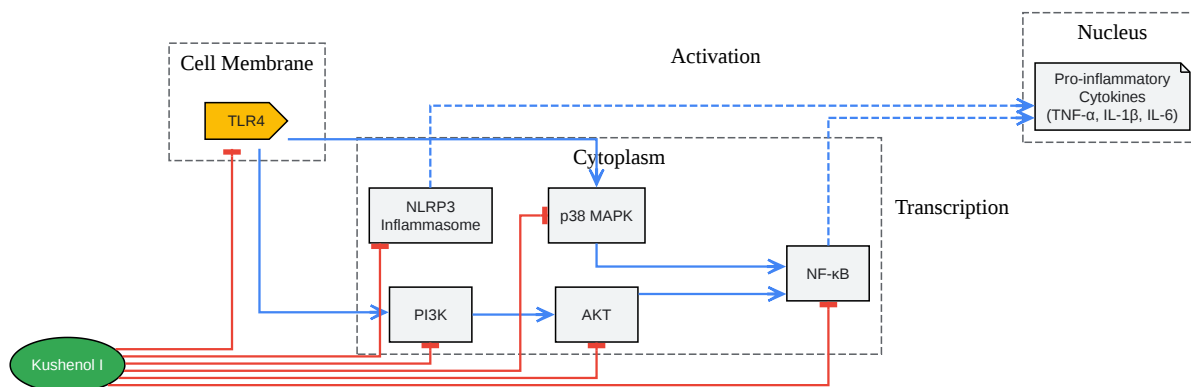 Nucleus
Activation
Cell Membrane
Pro-inflammatory
Cytokines
(TNF-α, IL-1β, IL-6)
TLR4
Cytoplasm
NLRP3
Inflammasome
p38 MAPK
Transcription
NF-κB
PI3K
AKT
Kushenol I